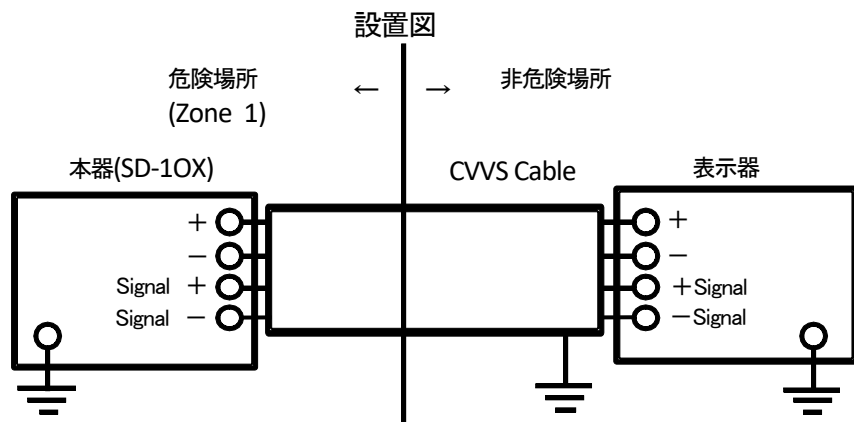 設置図
危険場所
(Zone 1)
← →
非危険場所
本器(SD-1OX)
CVVS Cable
表示器
+
−
Signal +
Signal −
+
−
+Signal
−Signal